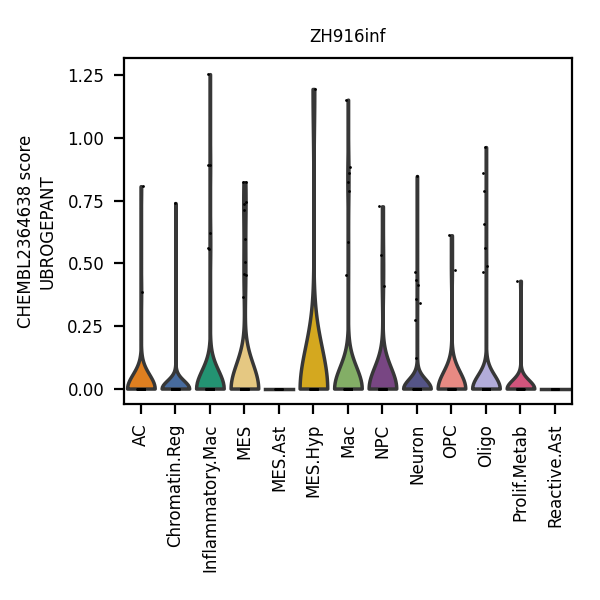 ZH916inf
CHEMBL2364638 score
UBROGEPANT
1.25
1.00
0.75
0.50
0.25
0.00
AC
Chromatin.Reg
Inflammatory.Mac
MES
MES.Ast
MES.Hyp
Mac
NPC
Neuron
OPC
Oligo
Prolif.Metab
Reactive.Ast